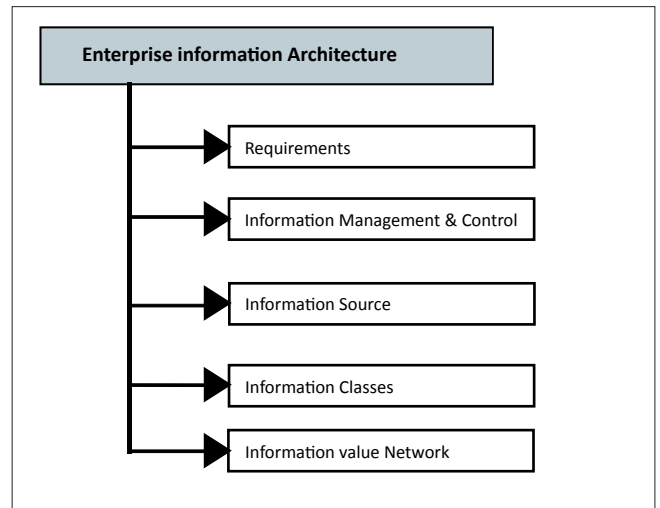 Enterprise information Architecture
Requirements
Information Management & Control
Information Source
Information Classes
Information value Network